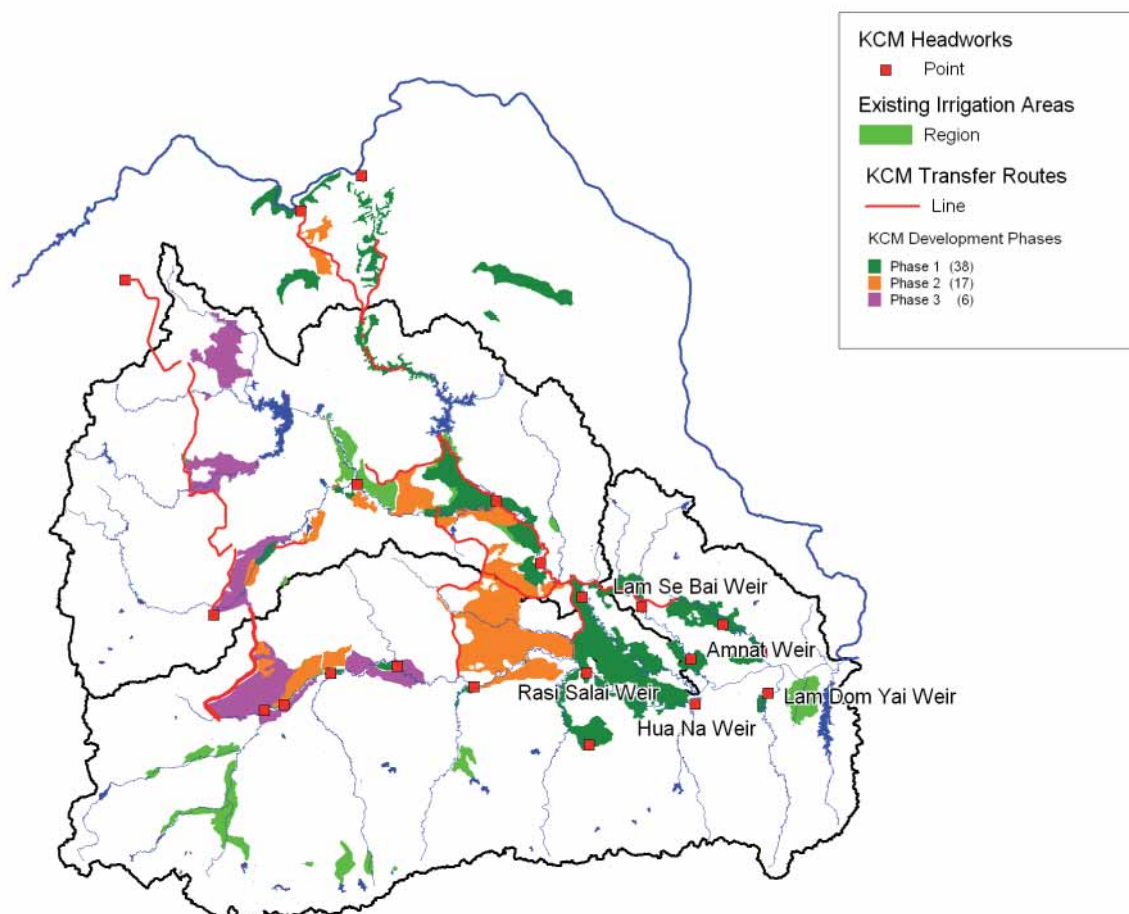 KCM Headworks
Point
Existing Irrigation Areas
Region
KCM Transfer Routes
Line
KCM Development Phases
Phase 1 (38)
Phase 2 (17)
Phase 3 (6)
Lam Se Bai Weir
Amnat Weir
Rasi Salai Weir
Lam Dom Yai Weir
Hua Na Weir